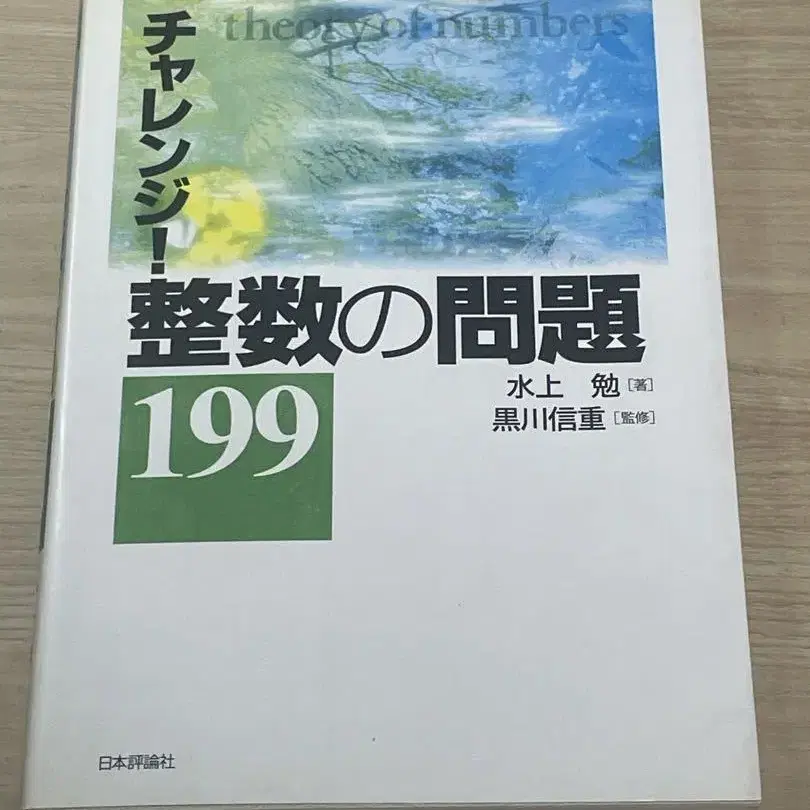 theory of numbers
チャレンジ!
整数の問題
199
水上 勉[著]
黒川信重[監修]
日本評論社